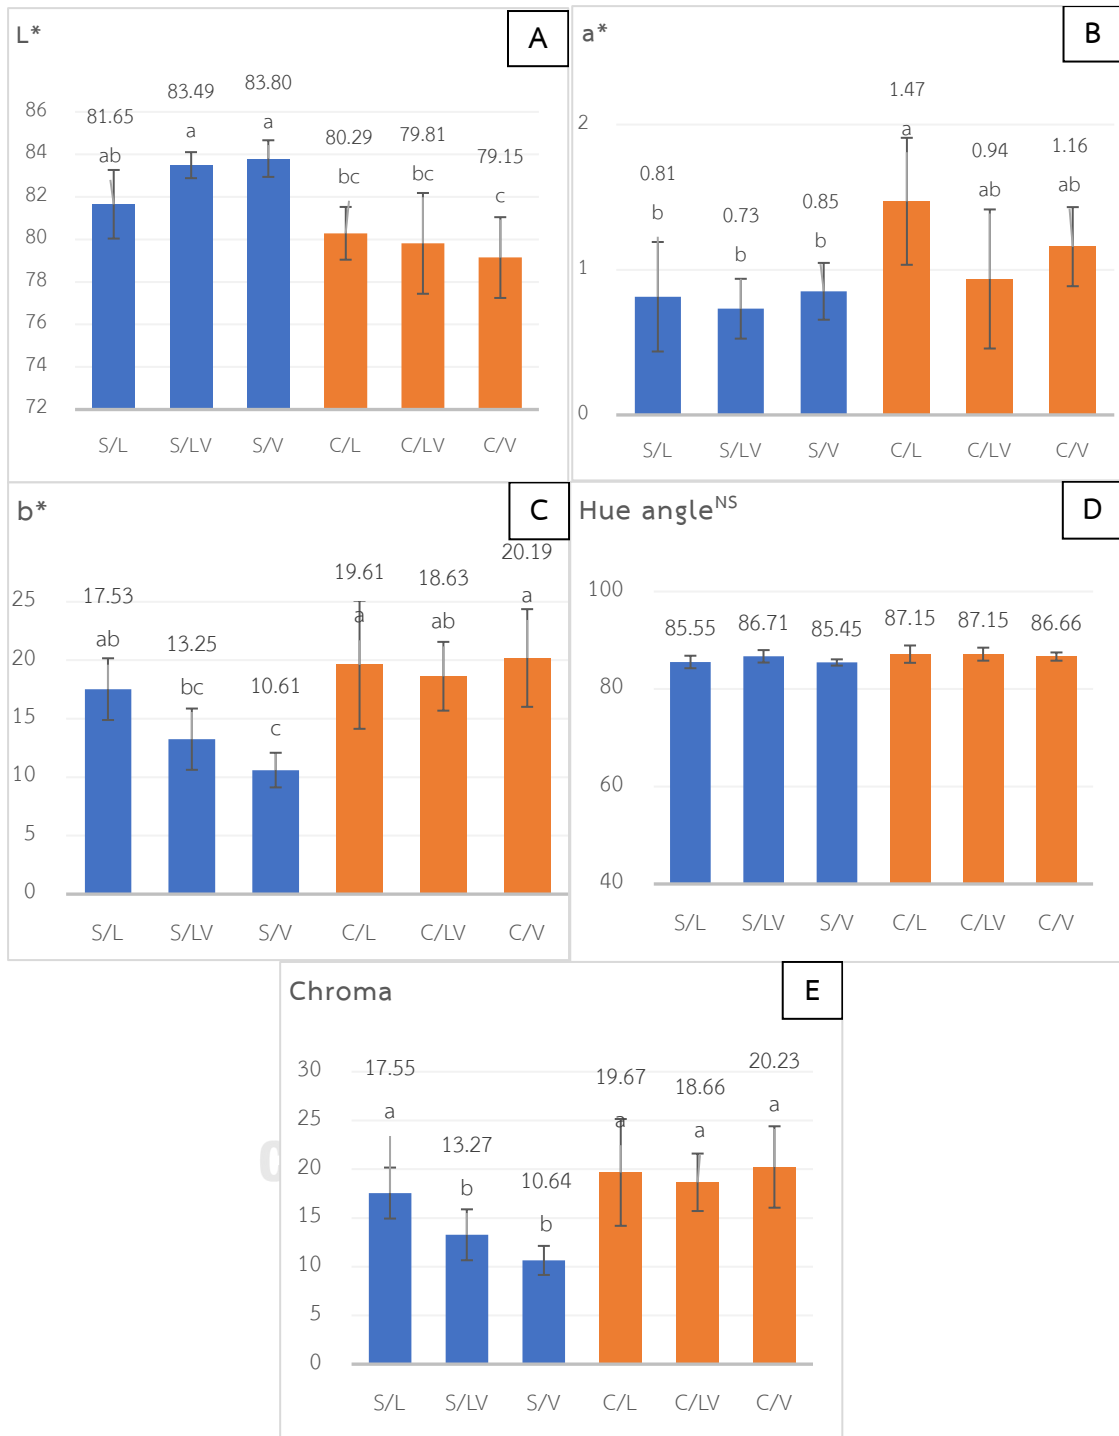 L*
A
81.65 83.49 83.80 80.29 79.81 79.15
ab a a bc bc c
86
84
82
80
78
76
74
72
S/L S/LV S/V C/L C/LV C/V
a*
B
0.81 0.73 0.85 1.47 0.94 1.16
b b b a ab ab
2
1
0
S/L S/LV S/V C/L C/LV C/V
b*
C
17.53 13.25 10.61 19.61 18.63 20.19
ab bc c a ab a
25
20
15
10
5
0
S/L S/LV S/V C/L C/LV C/V
Hue angleNS
D
85.55 86.71 85.45 87.15 87.15 86.66
100
80
60
40
S/L S/LV S/V C/L C/LV C/V
Chroma
E
17.55 13.27 10.64 19.67 18.66 20.23
a b b a a a
30
25
20
15
10
5
0
S/L S/LV S/V C/L C/LV C/V